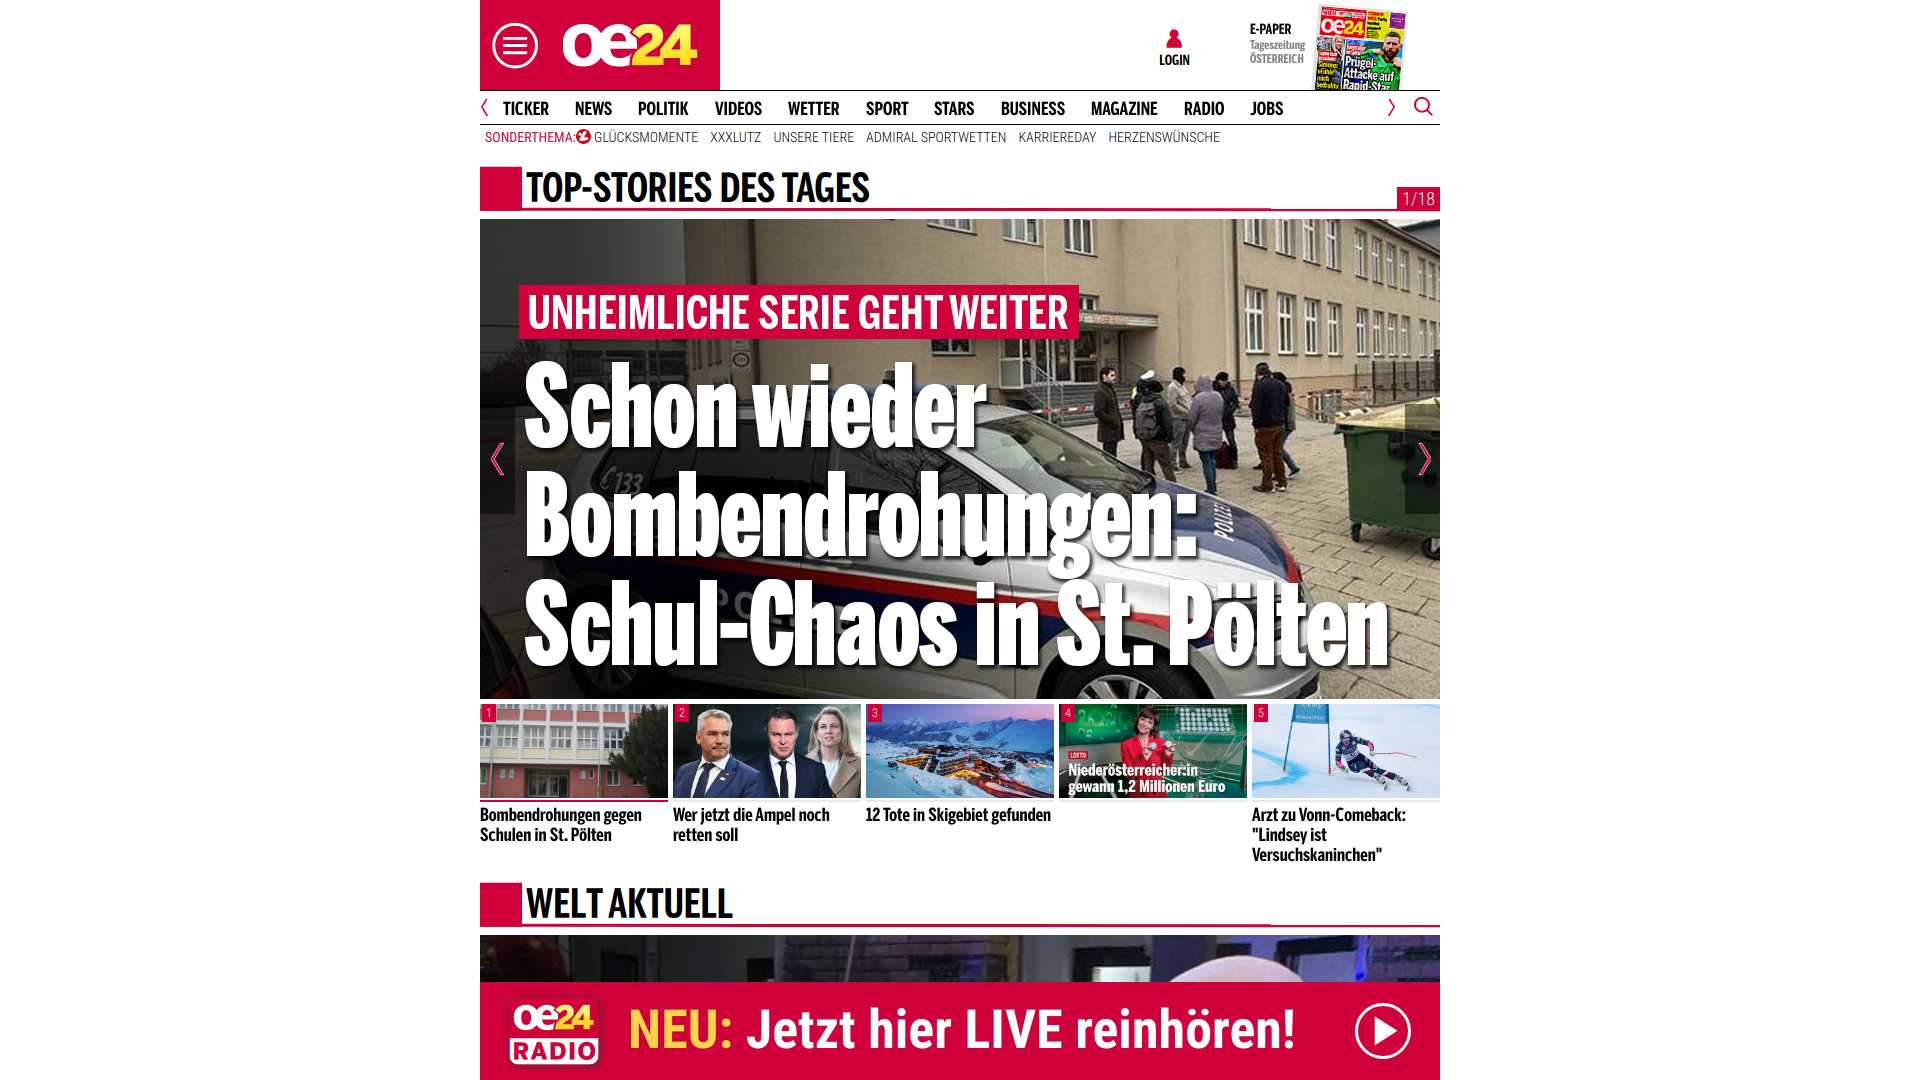 oe24
LOGIN
E-PAPER
Tageszeitung
ÖSTERREICH
oe24
Prügel-
Attacke auf
Rapid-Star
TICKER NEWS POLITIK VIDEOS WETTER SPORT STARS BUSINESS MAGAZINE RADIO JOBS
SONDERTHEMA: GLÜCKSMOMENTE XXXLUTZ UNSERE TIERE ADMIRAL SPORTWETTEN KARRIEREDAY HERZENSWÜNSCHE
TOP-STORIES DES TAGES
1/18
UNHEIMLICHE SERIE GEHT WEITER
Schon wieder
Bombendrohungen:
Schul-Chaos in St. Pölten
133
POLIZEI
1
2
3
4
5
LOTTO
Niederösterreicher:in
gewann 1,2 Millionen Euro
Bombendrohungen gegen
Schulen in St. Pölten
Wer jetzt die Ampel noch
retten soll
12 Tote in Skigebiet gefunden
Arzt zu Vonn-Comeback:
"Lindsey ist
Versuchskaninchen"
WELT AKTUELL
oe24
RADIO
NEU: Jetzt hier LIVE reinhören!